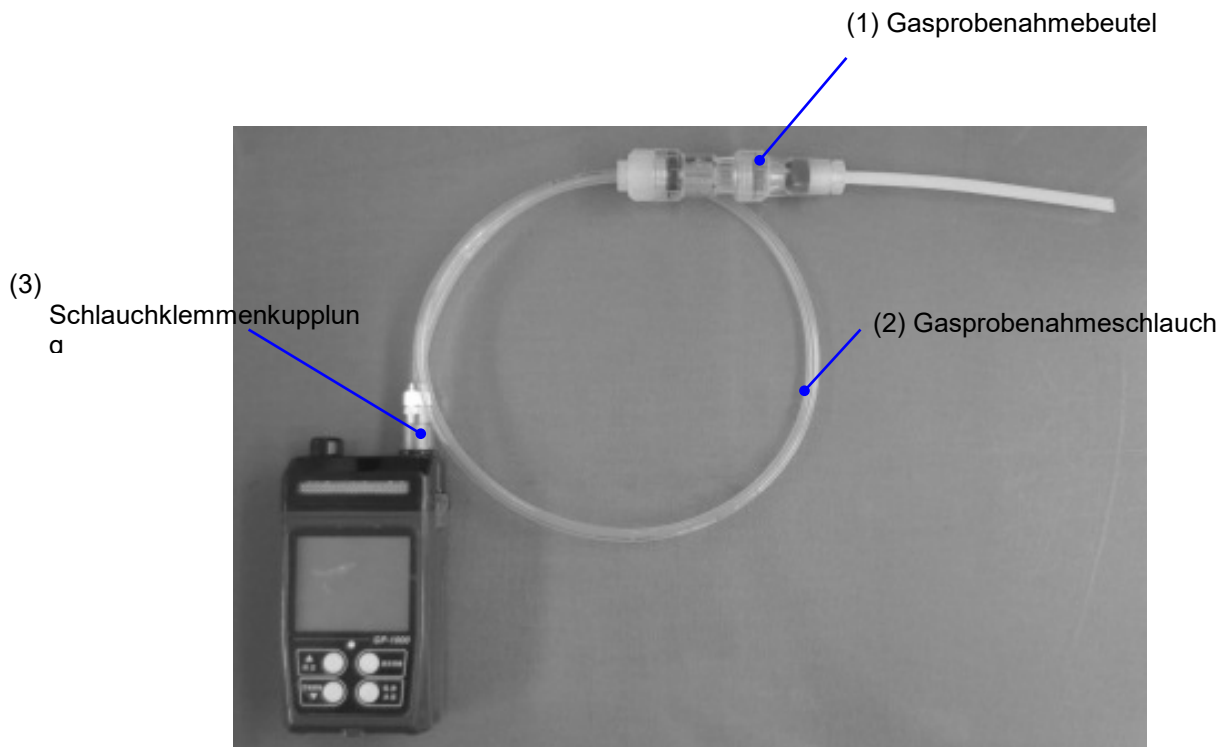 (1) Gasprobenahmebeutel
(3)
Schlauchklemmenkupplun
g
(2) Gasprobenahmeschlauch
GP-1000